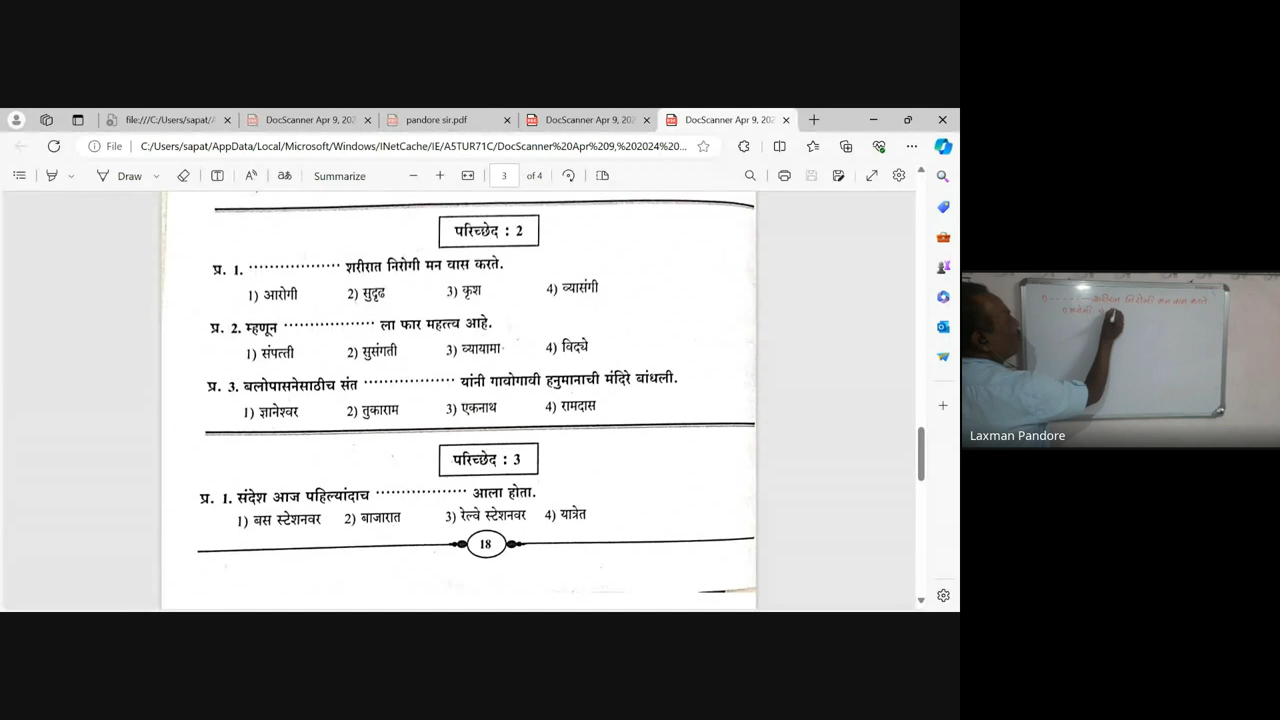 file:///C:/Users/sapat/A
DocScanner Apr 9, 202
pandore sir.pdf
DocScanner Apr 9, 202
DocScanner Apr 9, 202
File C:/Users/sapat/AppData/Local/Microsoft/Windows/INetCache/IE/A5TUR71C/DocScanner%20Apr%209,%202024%20...
Draw
Summarize
3 of 4
परिच्छेद : 2
प्र. 1. .................. शरीरात निरोगी मन वास करते.
1) आरोगी 2) सुदृढ 3) कृश 4) व्यासंगी
प्र. 2. म्हणून .................. ला फार महत्त्व आहे.
1) संपत्ती 2) सुसंगती 3) व्यायामा 4) विद्ये
प्र. 3. बलोपासनेसाठीच संत .................. यांनी गावोगावी हनुमानाची मंदिरे बांधली.
1) ज्ञानेश्वर 2) तुकाराम 3) एकनाथ 4) रामदास
परिच्छेद : 3
प्र. 1. संदेश आज पहिल्यांदाच .................. आला होता.
1) बस स्टेशनवर 2) बाजारात 3) रेल्वे स्टेशनवर 4) यात्रेत
18
१) ------ शरीरात निरोगी मन वास करते
Laxman Pandore